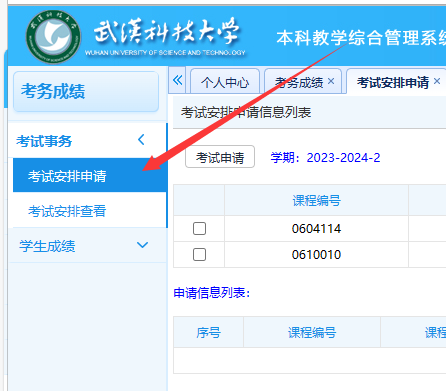 武汉科技大学
WUHAN UNIVERSITY OF SCIENCE AND TECHNOLOGY
本科教学综合管理系统
考务成绩
个人中心 考务成绩 × 考试安排申请 ×
考试安排申请信息列表
考试事务
考试申请 学期：2023-2024-2
考试安排申请
考试安排查看
学生成绩
课程编号
0604114
0610010
申请信息列表：
序号 课程编号 课程